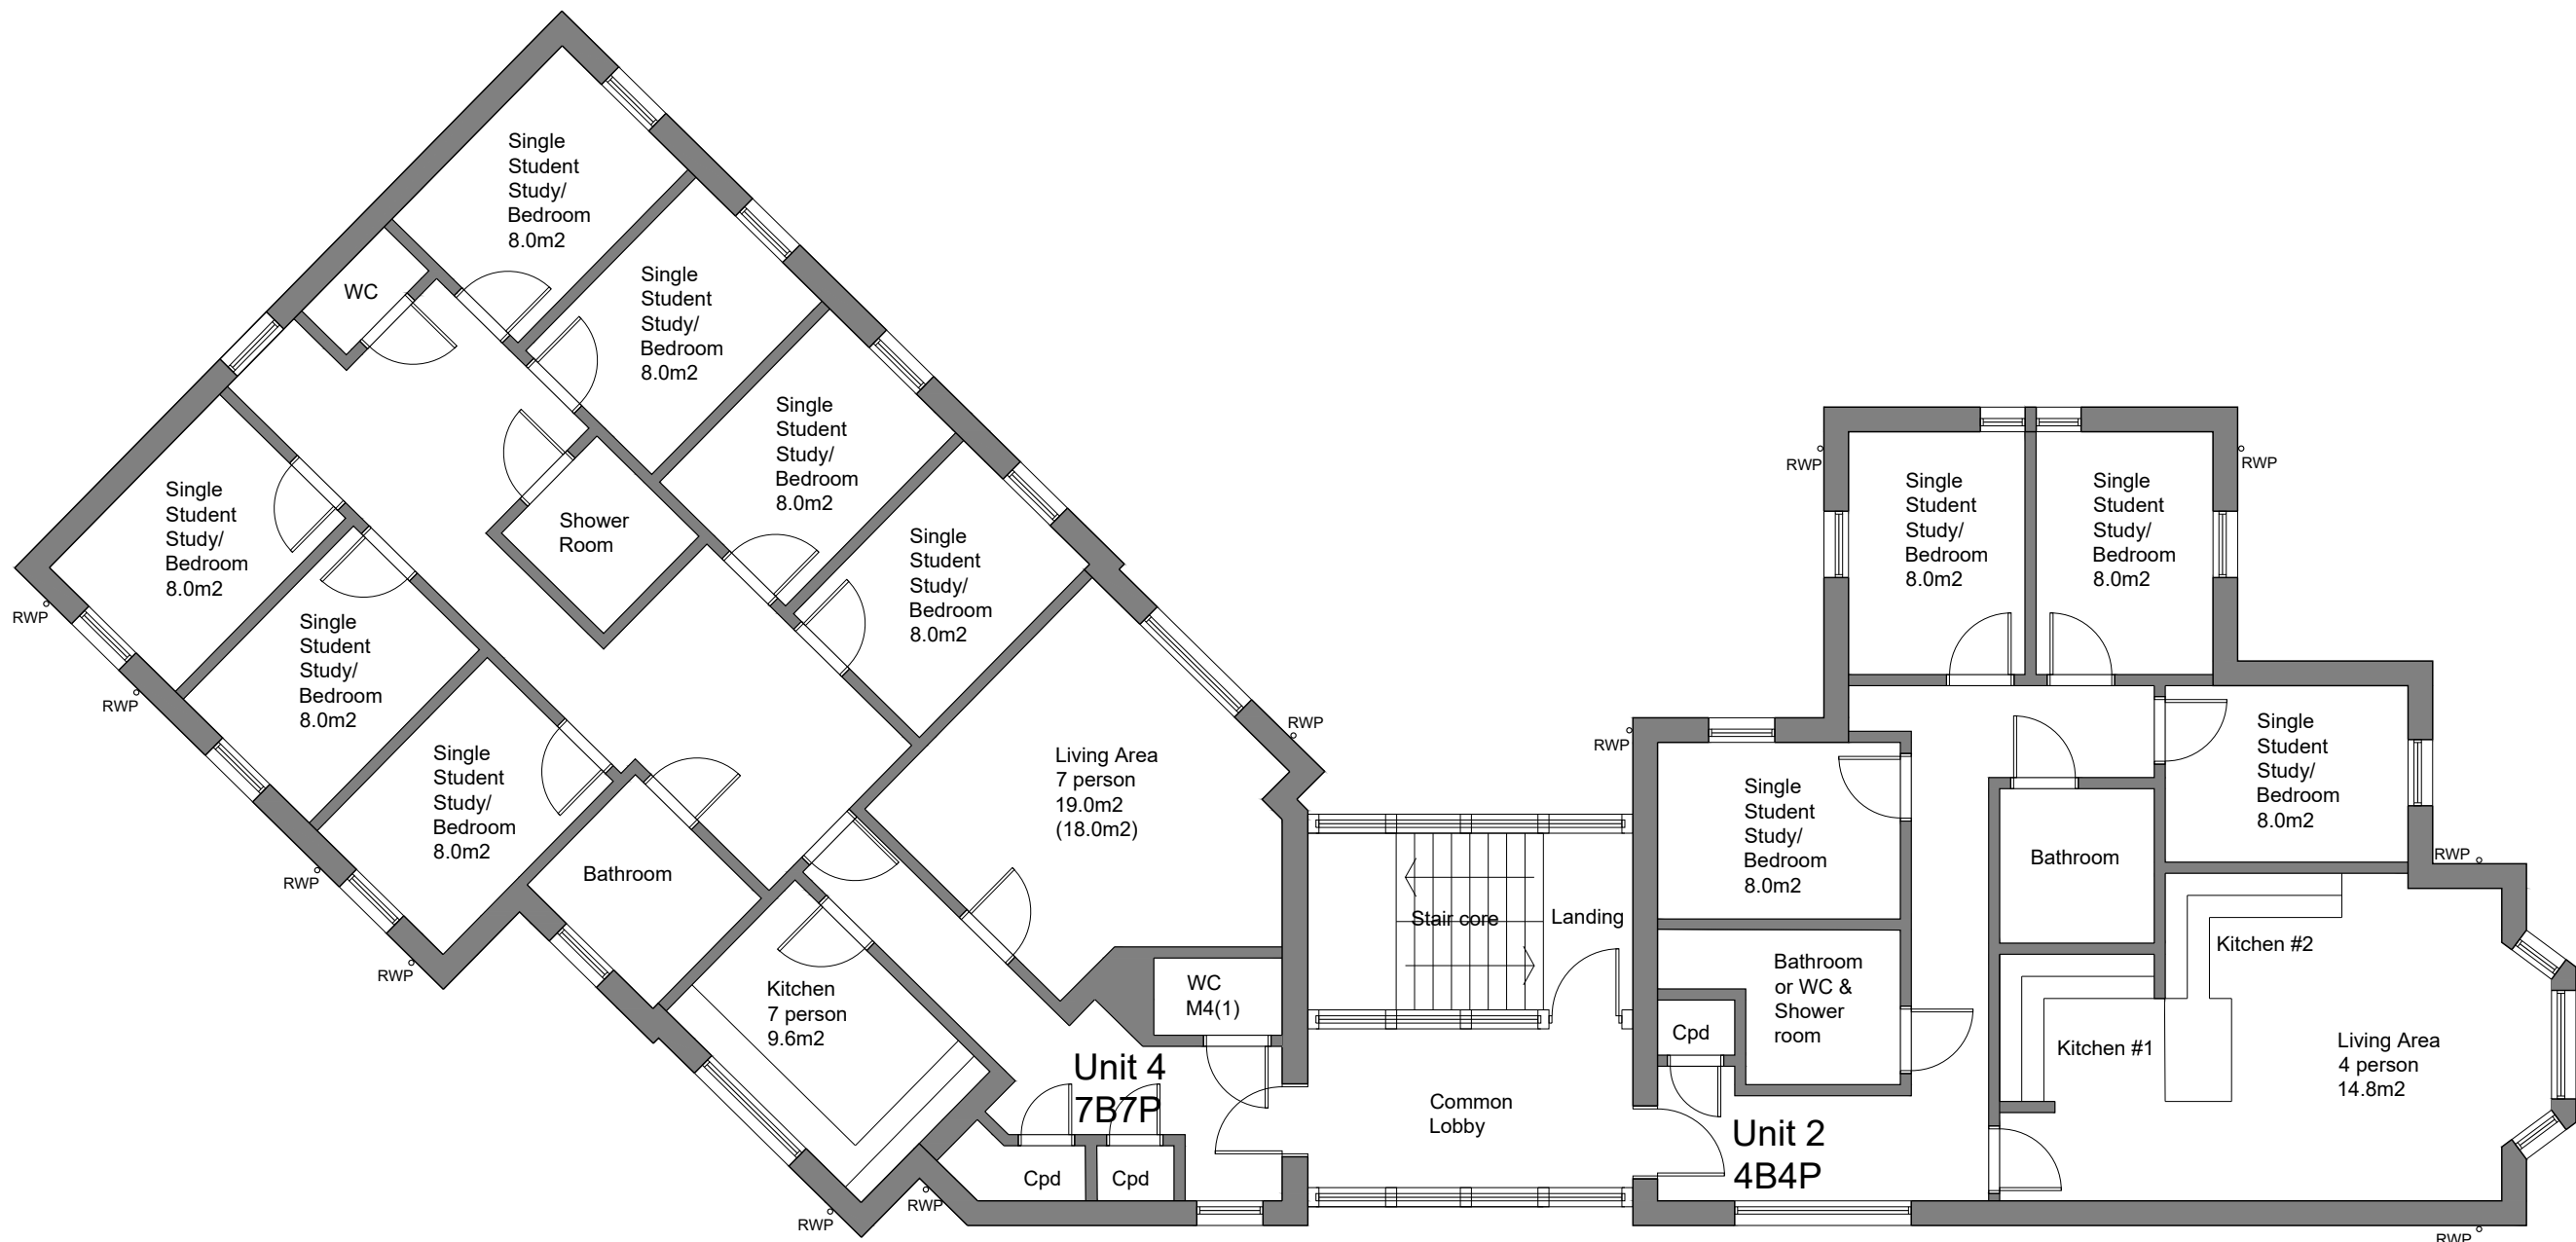 Single
Student
Study/
Bedroom
8.0m2
WC
Single
Student
Study/
Bedroom
8.0m2
Single
Student
Study/
Bedroom
8.0m2
Single
Student
Study/
Bedroom
8.0m2
Shower
Room
Single
Student
Study/
Bedroom
8.0m2
RWP
Single
Student
Study/
Bedroom
8.0m2
RWP
Single
Student
Study/
Bedroom
8.0m2
RWP
RWP
Bathroom
Living Area
7 person
19.0m2
(18.0m2)
RWP
Kitchen
7 person
9.6m2
WC
M4(1)
Unit 4
7B7P
Cpd
Cpd
RWP
RWP
Stair core
Landing
Common
Lobby
RWP
RWP
RWP
Single
Student
Study/
Bedroom
8.0m2
Single
Student
Study/
Bedroom
8.0m2
Single
Student
Study/
Bedroom
8.0m2
Single
Student
Study/
Bedroom
8.0m2
RWP
Bathroom
Bathroom
or WC &
Shower
room
Cpd
Unit 2
4B4P
Kitchen #2
Kitchen #1
Living Area
4 person
14.8m2
RWP